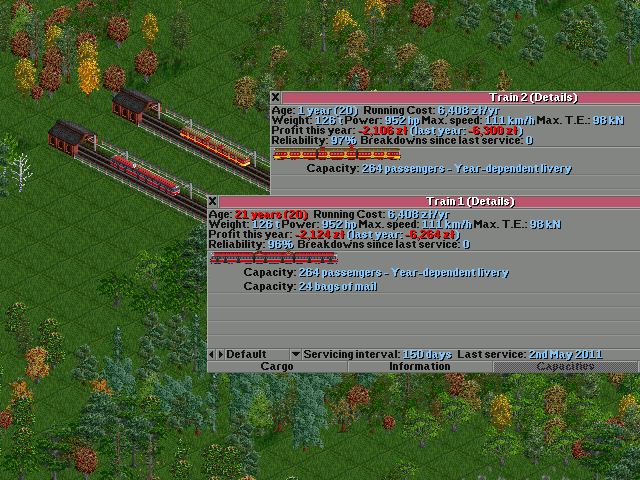 X Train 2 (Details)
Age: 1 year (20) Running Cost: 6,408 zł/yr
Weight: 126 t Power: 952 hp Max. speed: 111 km/h Max. T.E.: 98 kN
Profit this year: -2,106 zł (last year: -6,300 zł)
Reliability: 97% Breakdowns since last service: 0
Capacity: 264 passengers - Year-dependent livery
X Train 1 (Details)
Age: 21 years (20) Running Cost: 6,408 zł/yr
Weight: 126 t Power: 952 hp Max. speed: 111 km/h Max. T.E.: 98 kN
Profit this year: -2,124 zł (last year: -6,264 zł)
Reliability: 96% Breakdowns since last service: 0
Capacity: 264 passengers - Year-dependent livery
Capacity: 24 bags of mail
Default Servicing interval: 150 days Last service: 2nd May 2011
Cargo Information Capacities